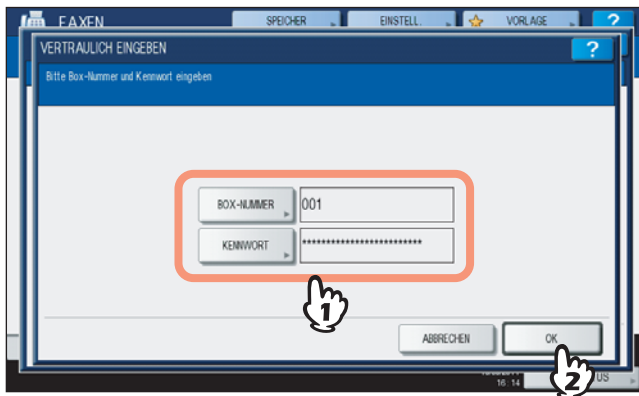 FAXEN SPEICHER EINSTELL. VORLAGE ?
VERTRAULICH EINGEBEN ?
Bitte Box-Nummer und Kennwort eingeben
BOX-NUMMER 001
KENNWORT *************************
1
ABBRECHEN OK
2
16:14 US